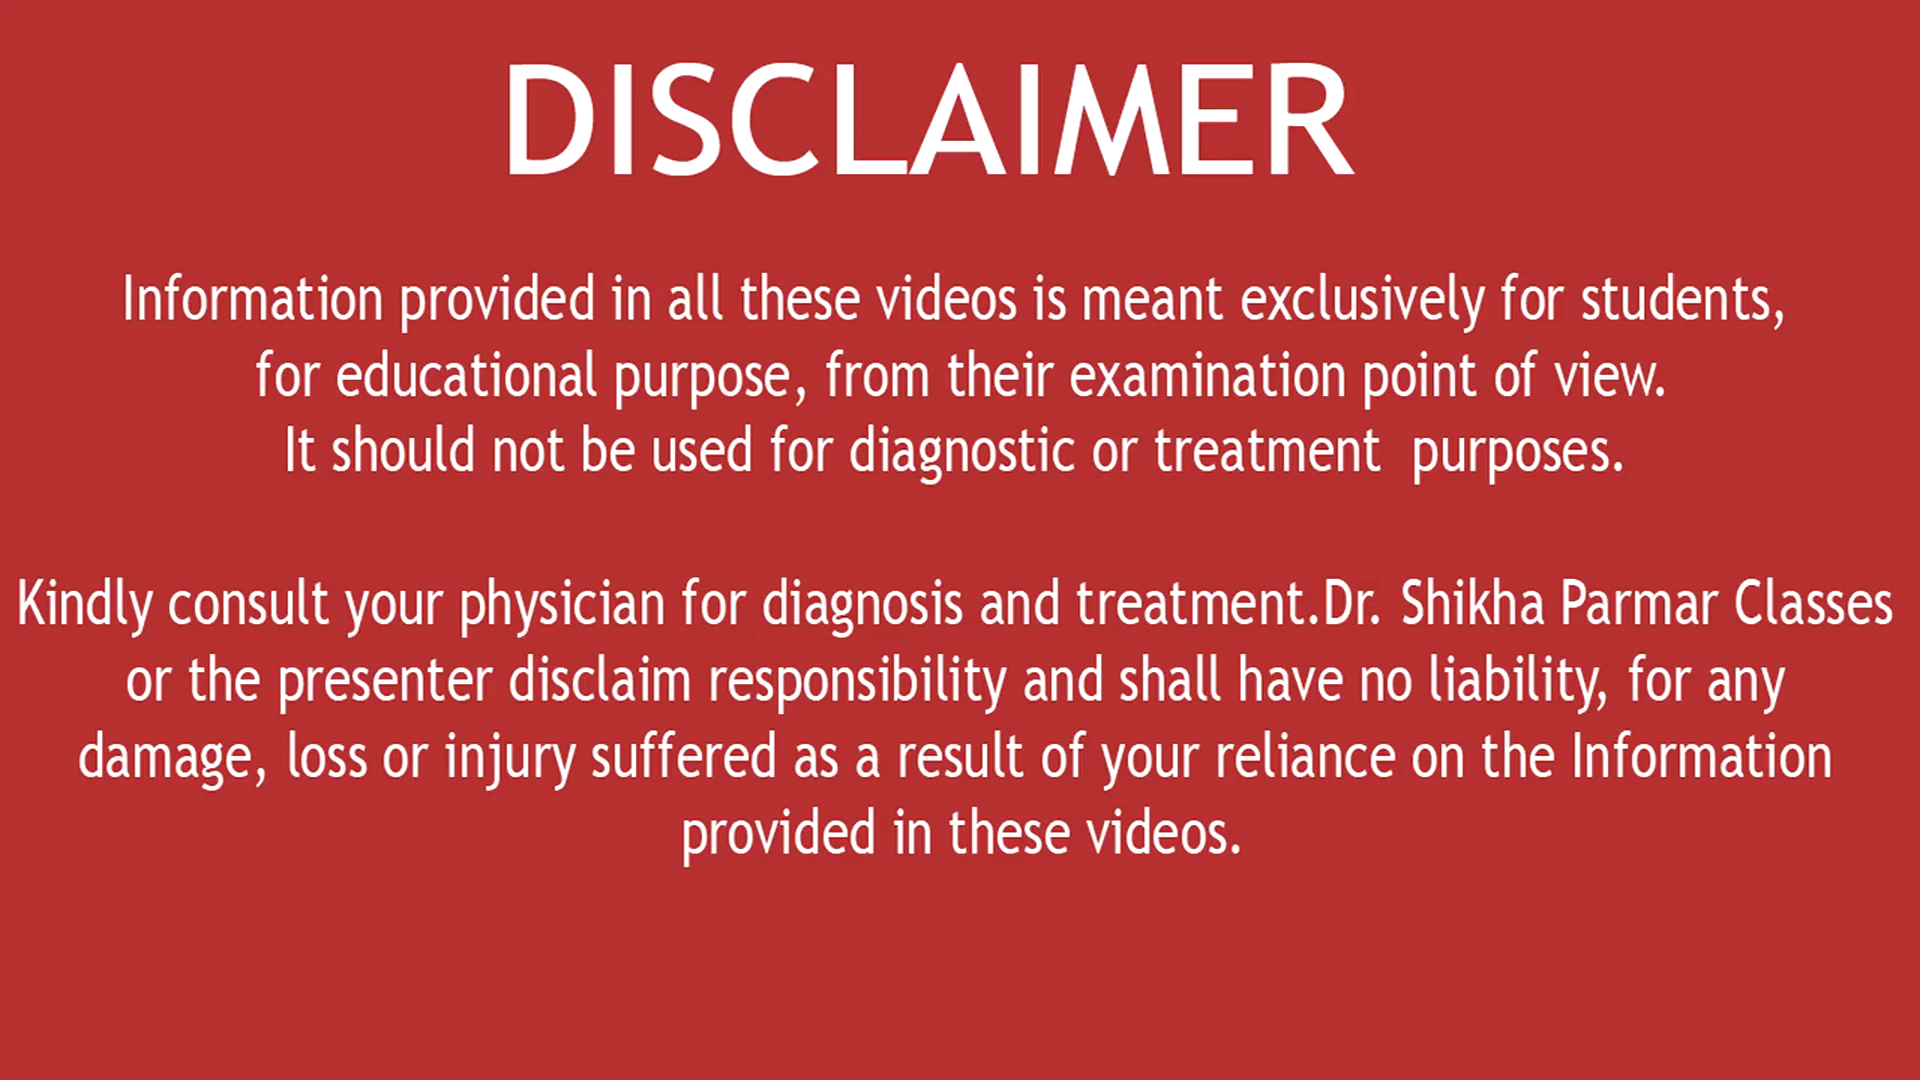 DISCLAIMER
Information provided in all these videos is meant exclusively for students,
for educational purpose, from their examination point of view.
It should not be used for diagnostic or treatment  purposes.
Kindly consult your physician for diagnosis and treatment.Dr. Shikha Parmar Classes
or the presenter disclaim responsibility and shall have no liability, for any
damage, loss or injury suffered as a result of your reliance on the Information
provided in these videos.